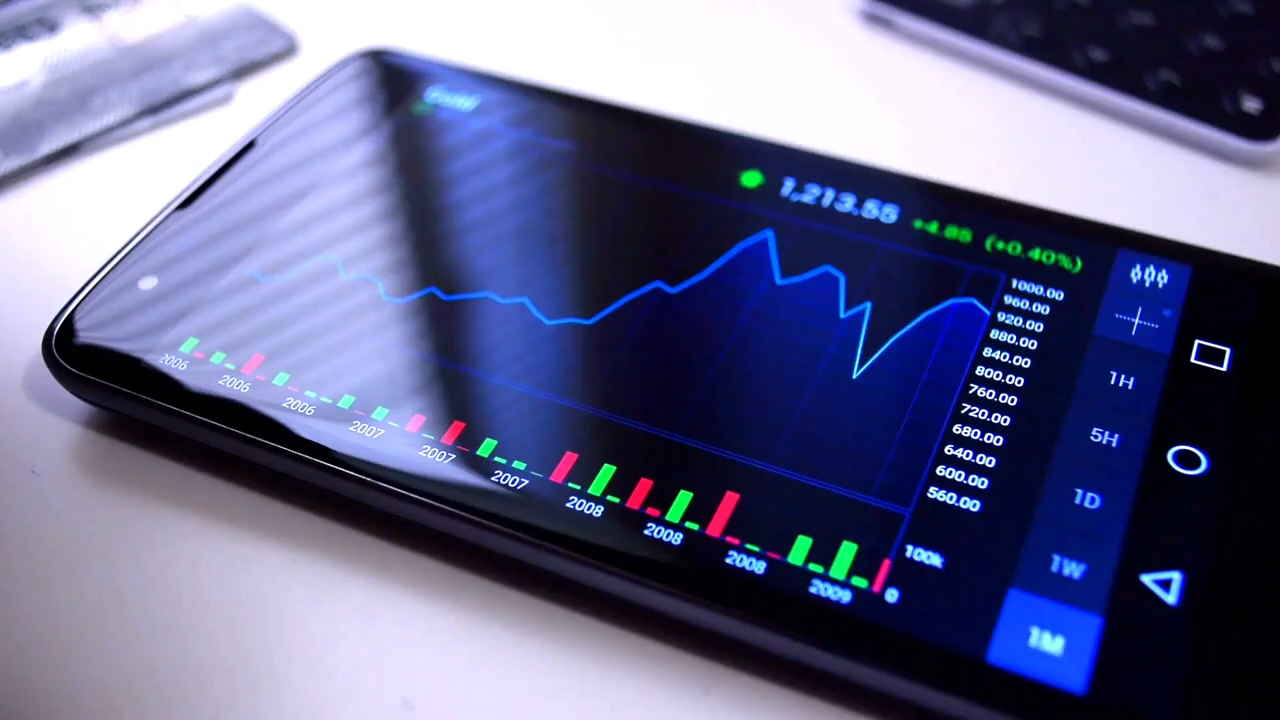 1,213.55 +4.85 (+0.40%)
1000.00
960.00
920.00
880.00
840.00
800.00
760.00
720.00
680.00
640.00
600.00
560.00
100k
0
2006 2006 2006 2007 2007 2007 2008 2008 2008 2009
1H
5H
1D
1W
1M